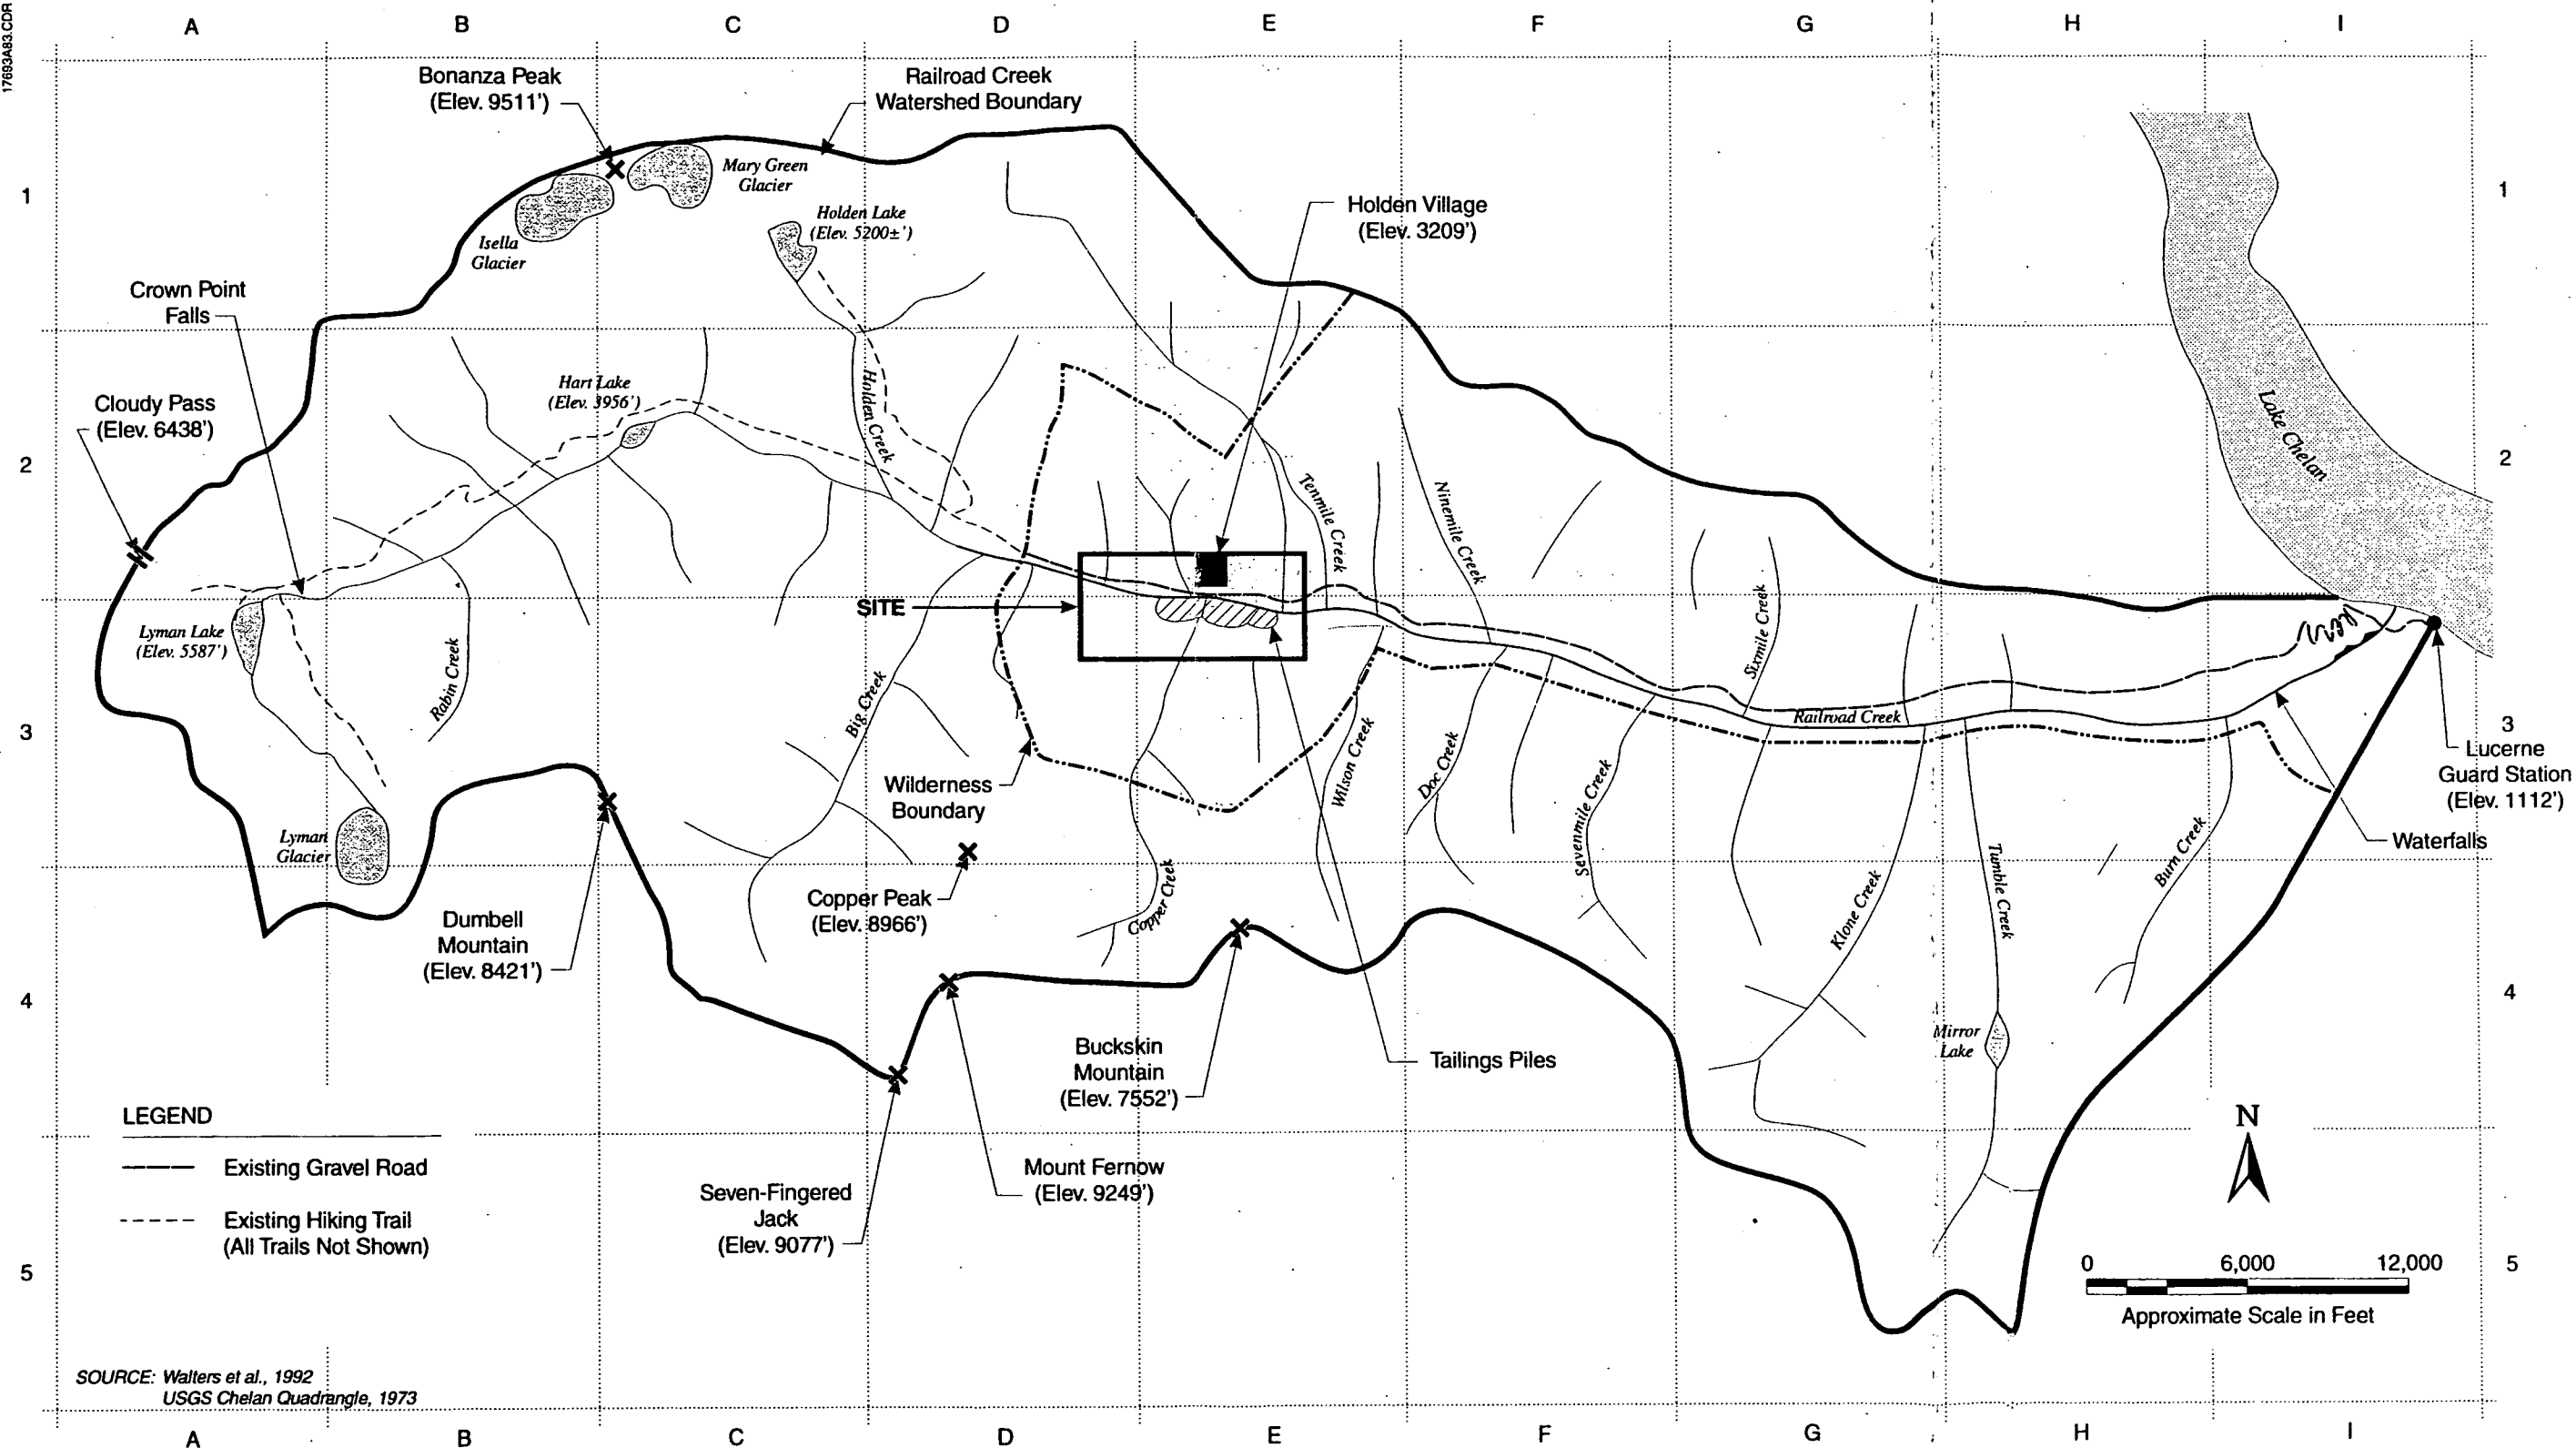 17693A83.CDR
A B C D E F G H I
Bonanza Peak
(Elev. 9511')
Railroad Creek
Watershed Boundary
1
1
Mary Green
Glacier
Holden Lake
(Elev. 5200±')
Isella
Glacier
Holden Village
(Elev. 3209')
Crown Point
Falls
Cloudy Pass
(Elev. 6438')
Hart Lake
(Elev. 3956')
Holden Creek
Lake Chelan
2
2
Tenmile Creek
Ninemile Creek
SITE
Lyman Lake
(Elev. 5587')
Rabin Creek
Big Creek
Sixmile Creek
Railroad Creek
3
3
Lucerne
Guard Station
(Elev. 1112')
Wilderness
Boundary
Wilson Creek
Doc Creek
Sevenmile Creek
Lyman
Glacier
Waterfalls
Copper Peak
(Elev. 8966')
Copper Creek
Klone Creek
Tumble Creek
Burn Creek
Dumbell
Mountain
(Elev. 8421')
4
4
Buckskin
Mountain
(Elev. 7552')
Tailings Piles
Mirror
Lake
LEGEND
Existing Gravel Road
Existing Hiking Trail
(All Trails Not Shown)
Seven-Fingered
Jack
(Elev. 9077')
Mount Fernow
(Elev. 9249')
N
5
5
0 6,000 12,000
Approximate Scale in Feet
SOURCE: Walters et al., 1992
USGS Chelan Quadrangle, 1973
A B C D E F G H I